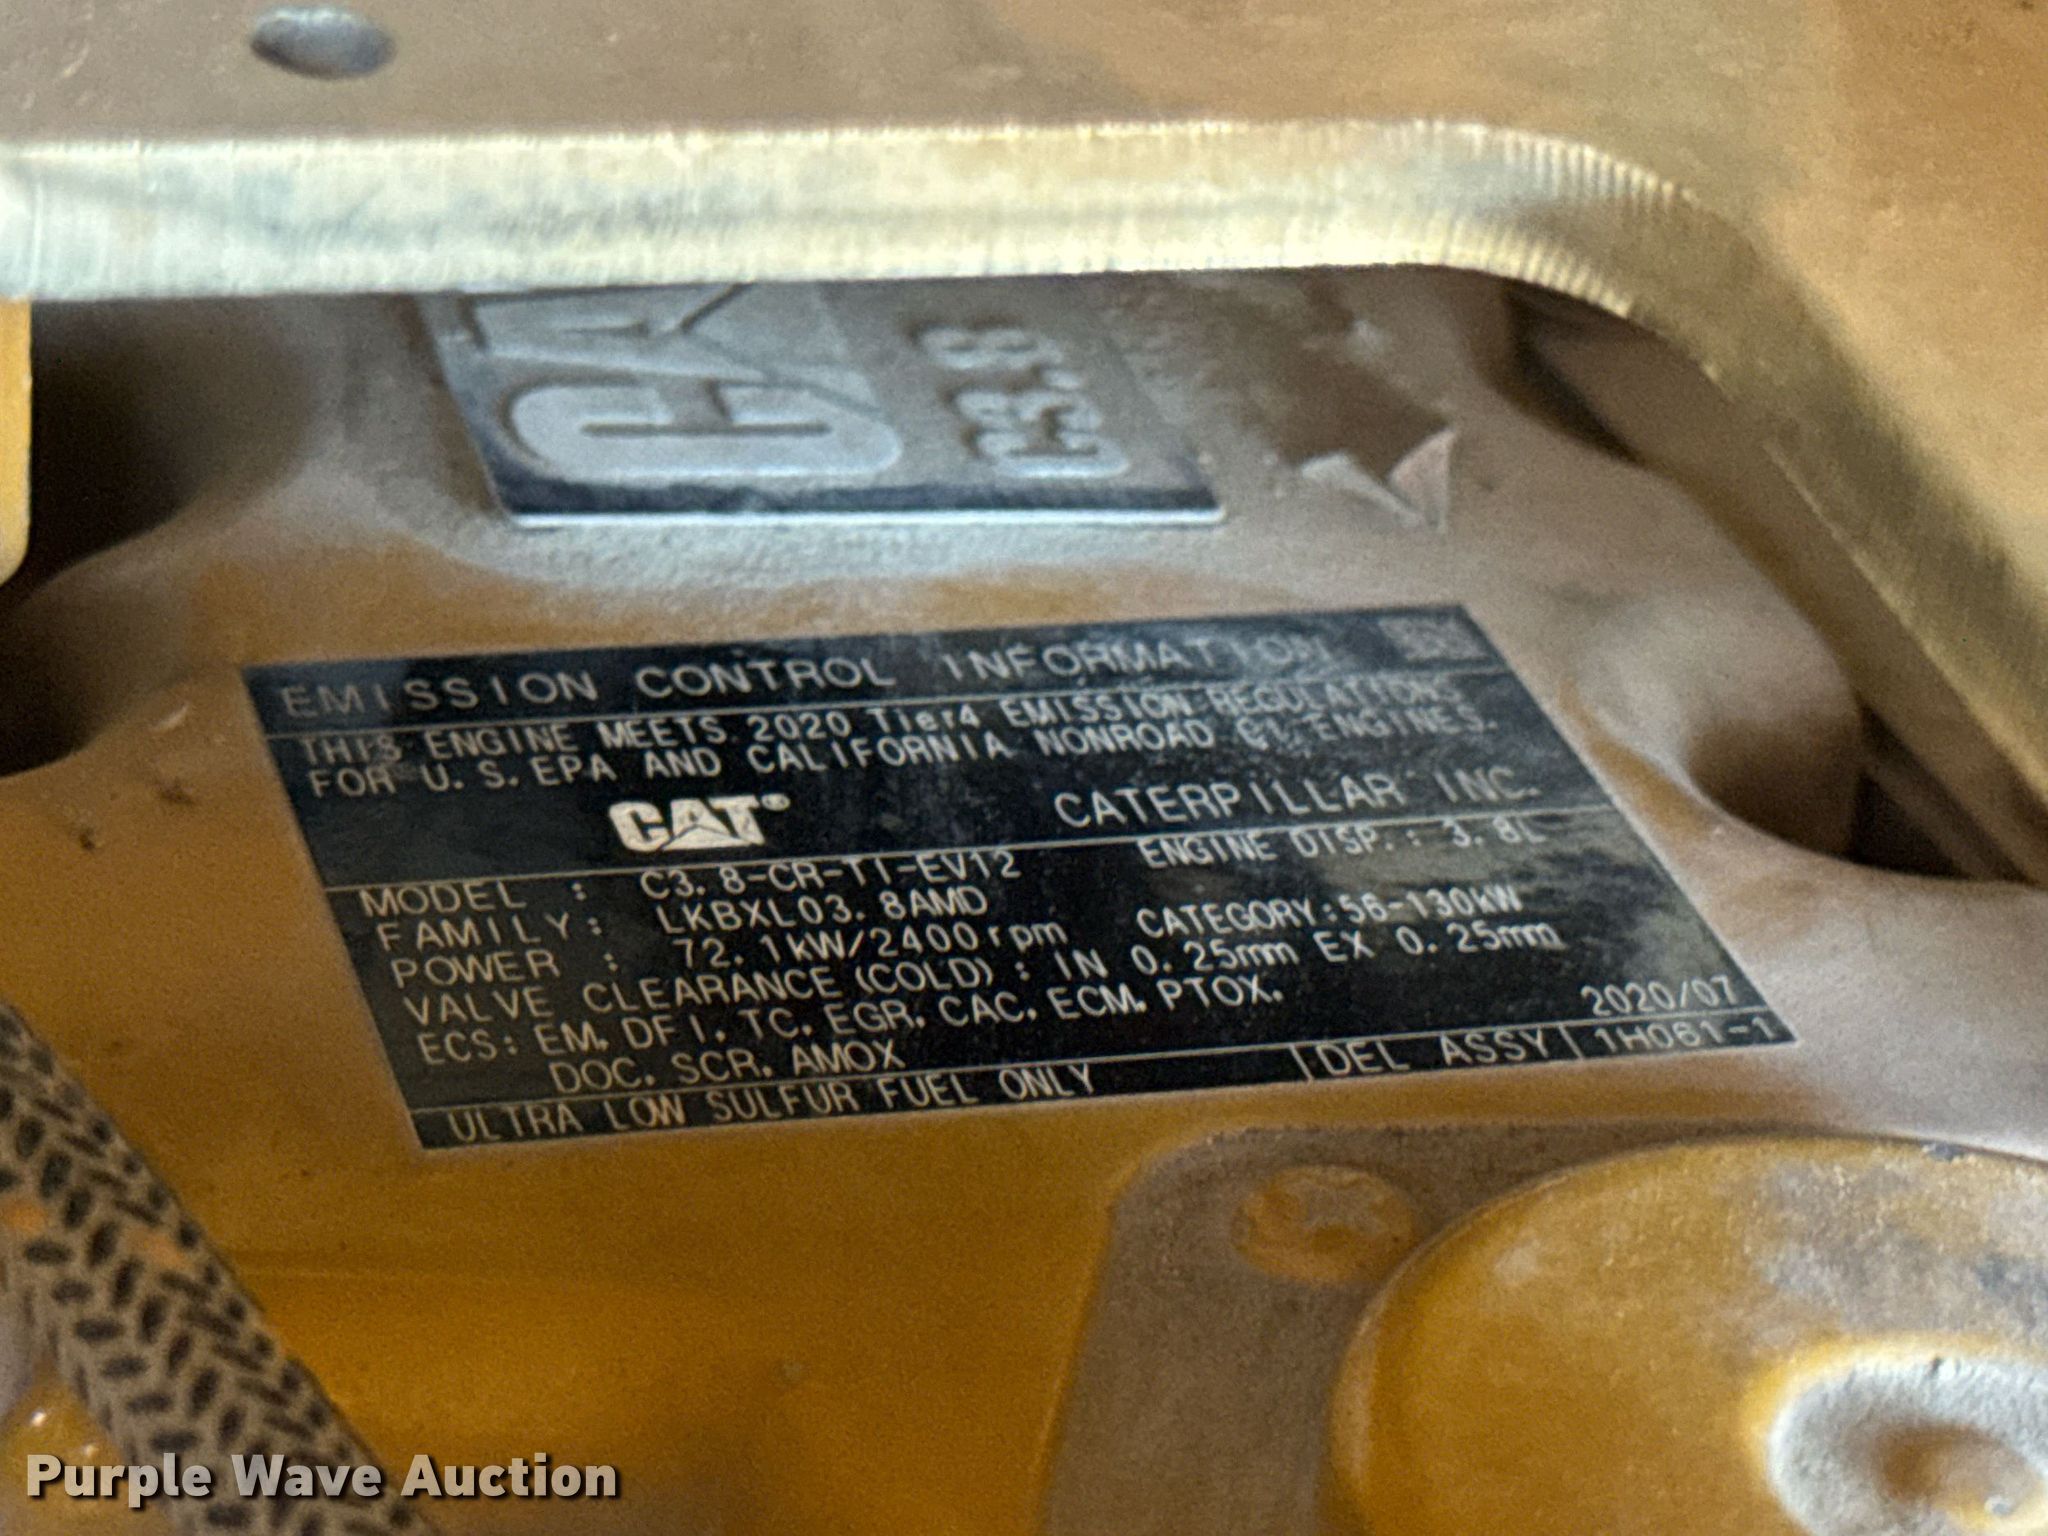 CAT
C3.8
EMISSION CONTROL INFORMATION
THIS ENGINE MEETS 2020 Tier4 EMISSION REGULATIONS
FOR U.S.EPA AND CALIFORNIA NONROAD CI ENGINES.
CAT® CATERPILLAR INC.
MODEL : C3.8-CR-TI-EV12 ENGINE DISP.: 3.8L
FAMILY: LKBXL03.8AMD
POWER : 72.1kW/2400rpm CATEGORY:56-130kW
VALVE CLEARANCE(COLD): IN 0.25mm EX 0.25mm
ECS: EM, DFI, TC, EGR, CAC, ECM, PTOX,
DOC, SCR, AMOX 2020/07
ULTRA LOW SULFUR FUEL ONLY DEL ASSY 1H061-1
Purple Wave Auction